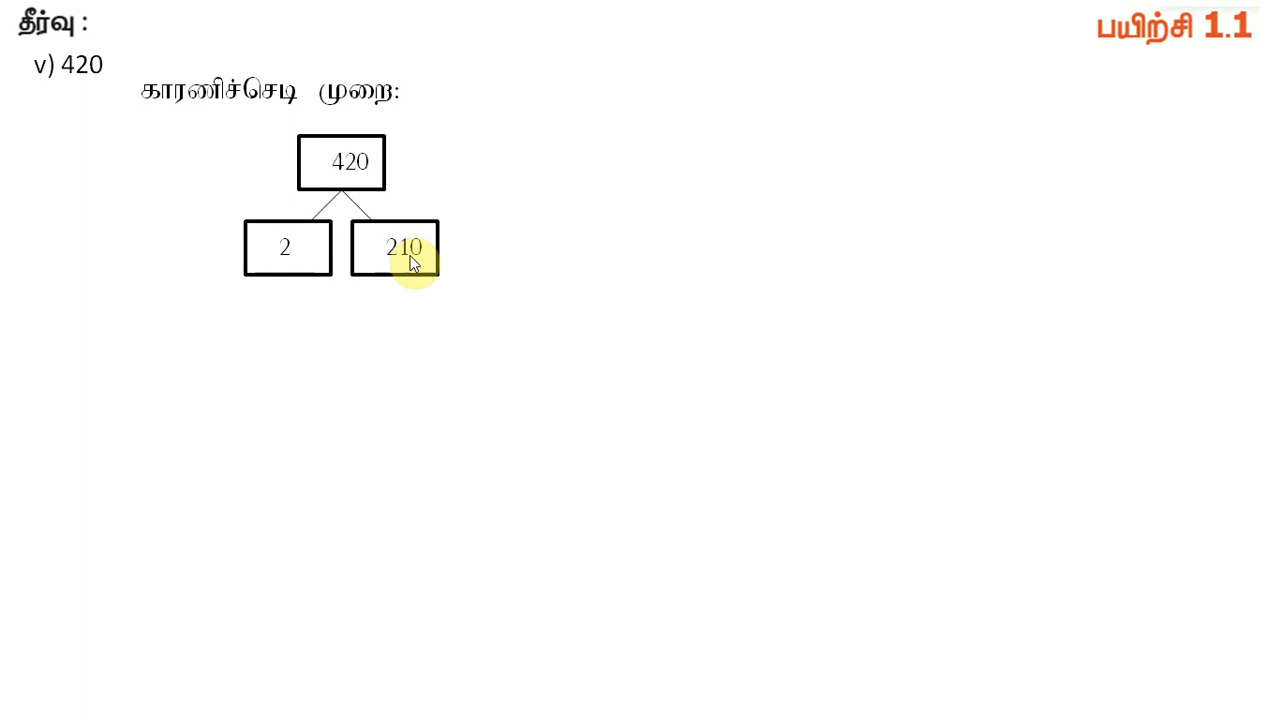 தீர்வு :
பயிற்சி 1.1
v) 420
காரணிச்செடி முறை:
420
2 210